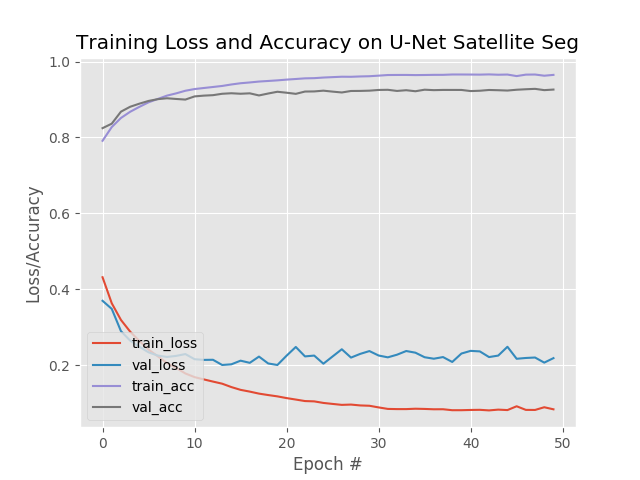 Training Loss and Accuracy on U-Net Satellite Seg
Loss/Accuracy
1.0
0.8
0.6
0.4
0.2
train_loss
val_loss
train_acc
val_acc
0 10 20 30 40 50
Epoch #